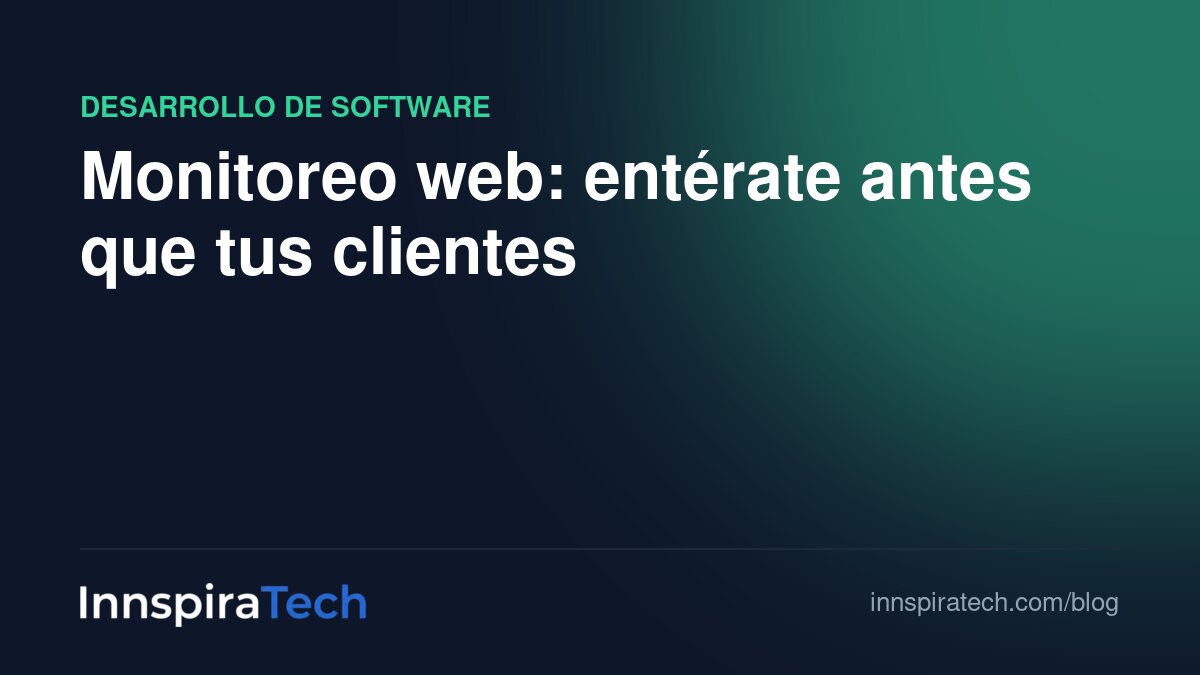 DESARROLLO DE SOFTWARE
Monitoreo web: entérate antes
que tus clientes
InnspiraTech
innspiratech.com/blog